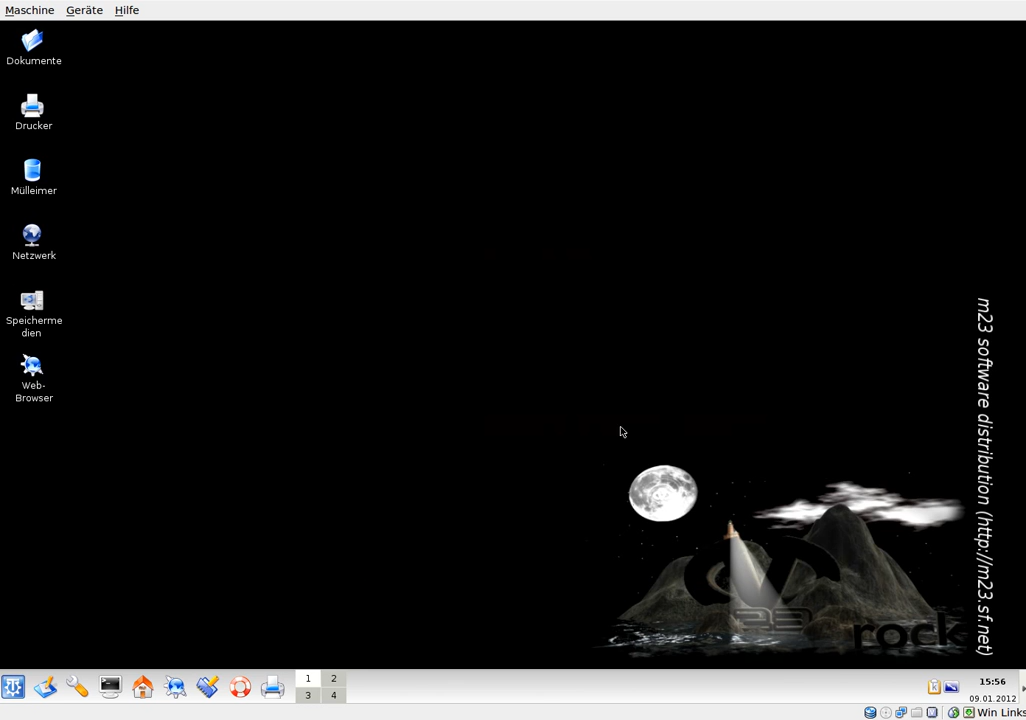 Maschine Geräte Hilfe
Dokumente
Drucker
Mülleimer
Netzwerk
Speicherme
dien
Web-
Browser
m23 software distribution (http://m23.sf.net)
23
rock
1 2
3 4
15:56
09.01.2012
Win Links